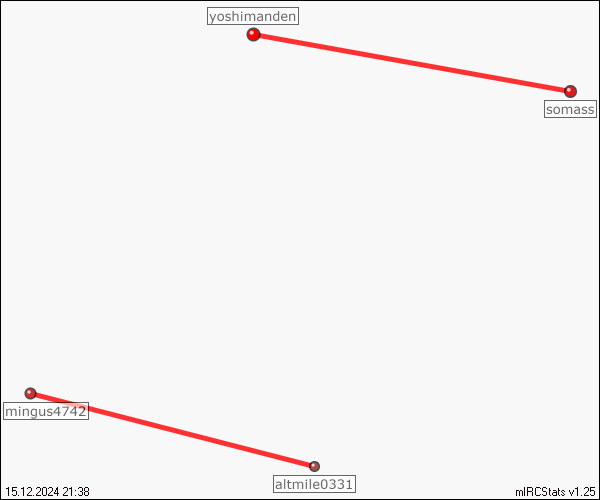 yoshimanden
somass
mingus4742
altmile0331
15.12.2024 21:38
mIRCStats v1.25